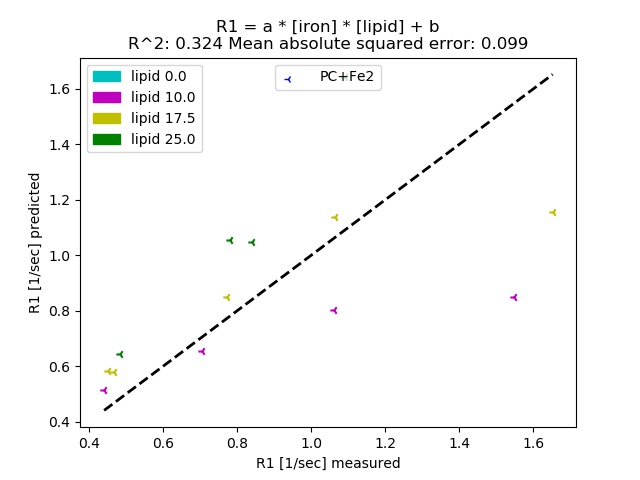 R1 = a * [iron] * [lipid] + b
R^2: 0.324 Mean absolute squared error: 0.099
lipid 0.0
lipid 10.0
lipid 17.5
lipid 25.0
PC+Fe2
R1 [1/sec] predicted
1.6
1.4
1.2
1.0
0.8
0.6
0.4
0.4 0.6 0.8 1.0 1.2 1.4 1.6
R1 [1/sec] measured